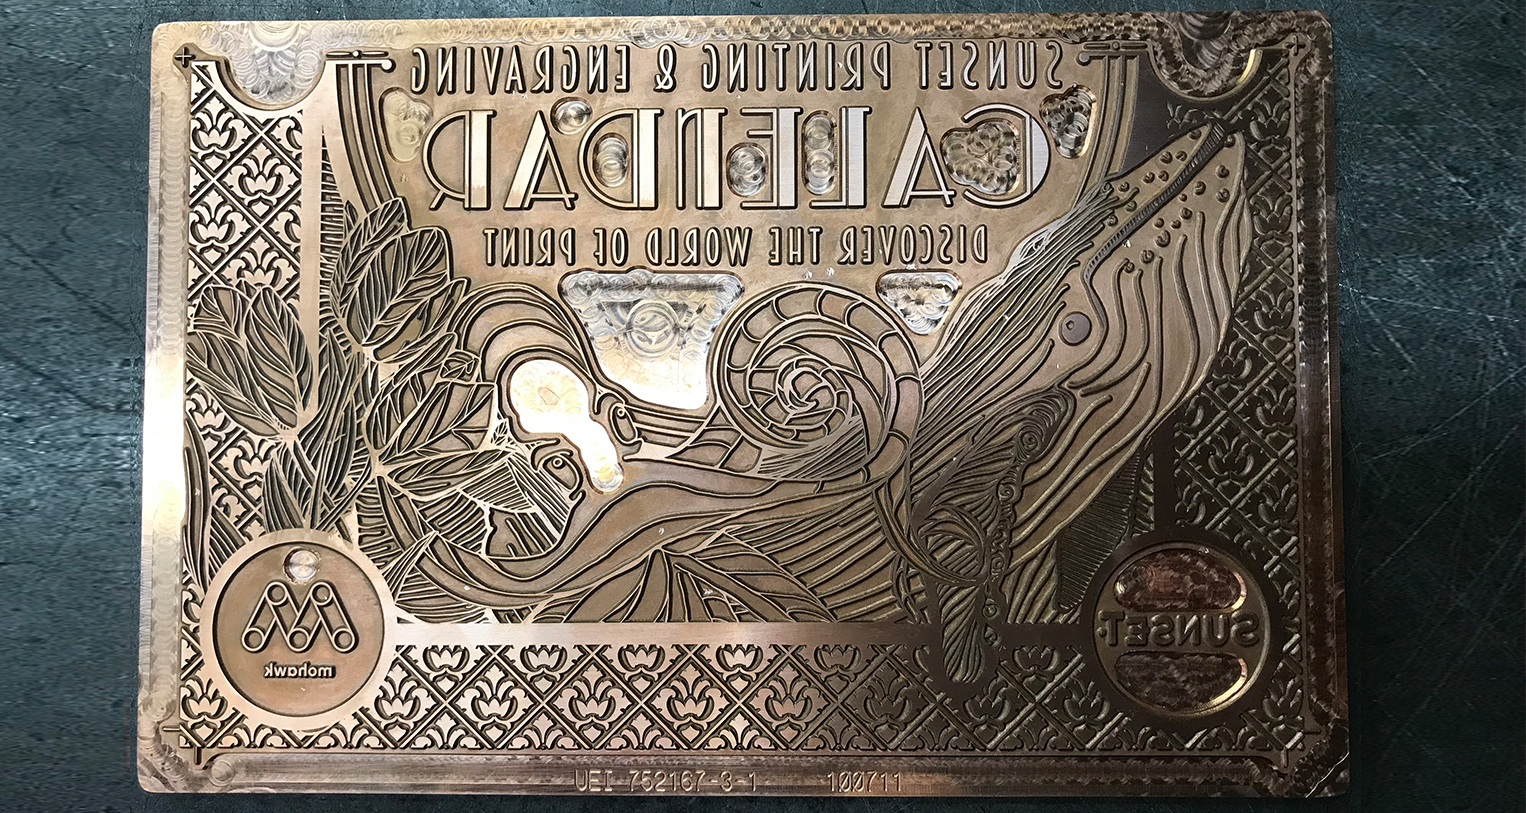 SUNSET PRINTING & ENGRAVING
CALENDAR
DISCOVER THE WORLD OF PRINT
mohawk
SUNSET
UEI 752167-3-1 100711